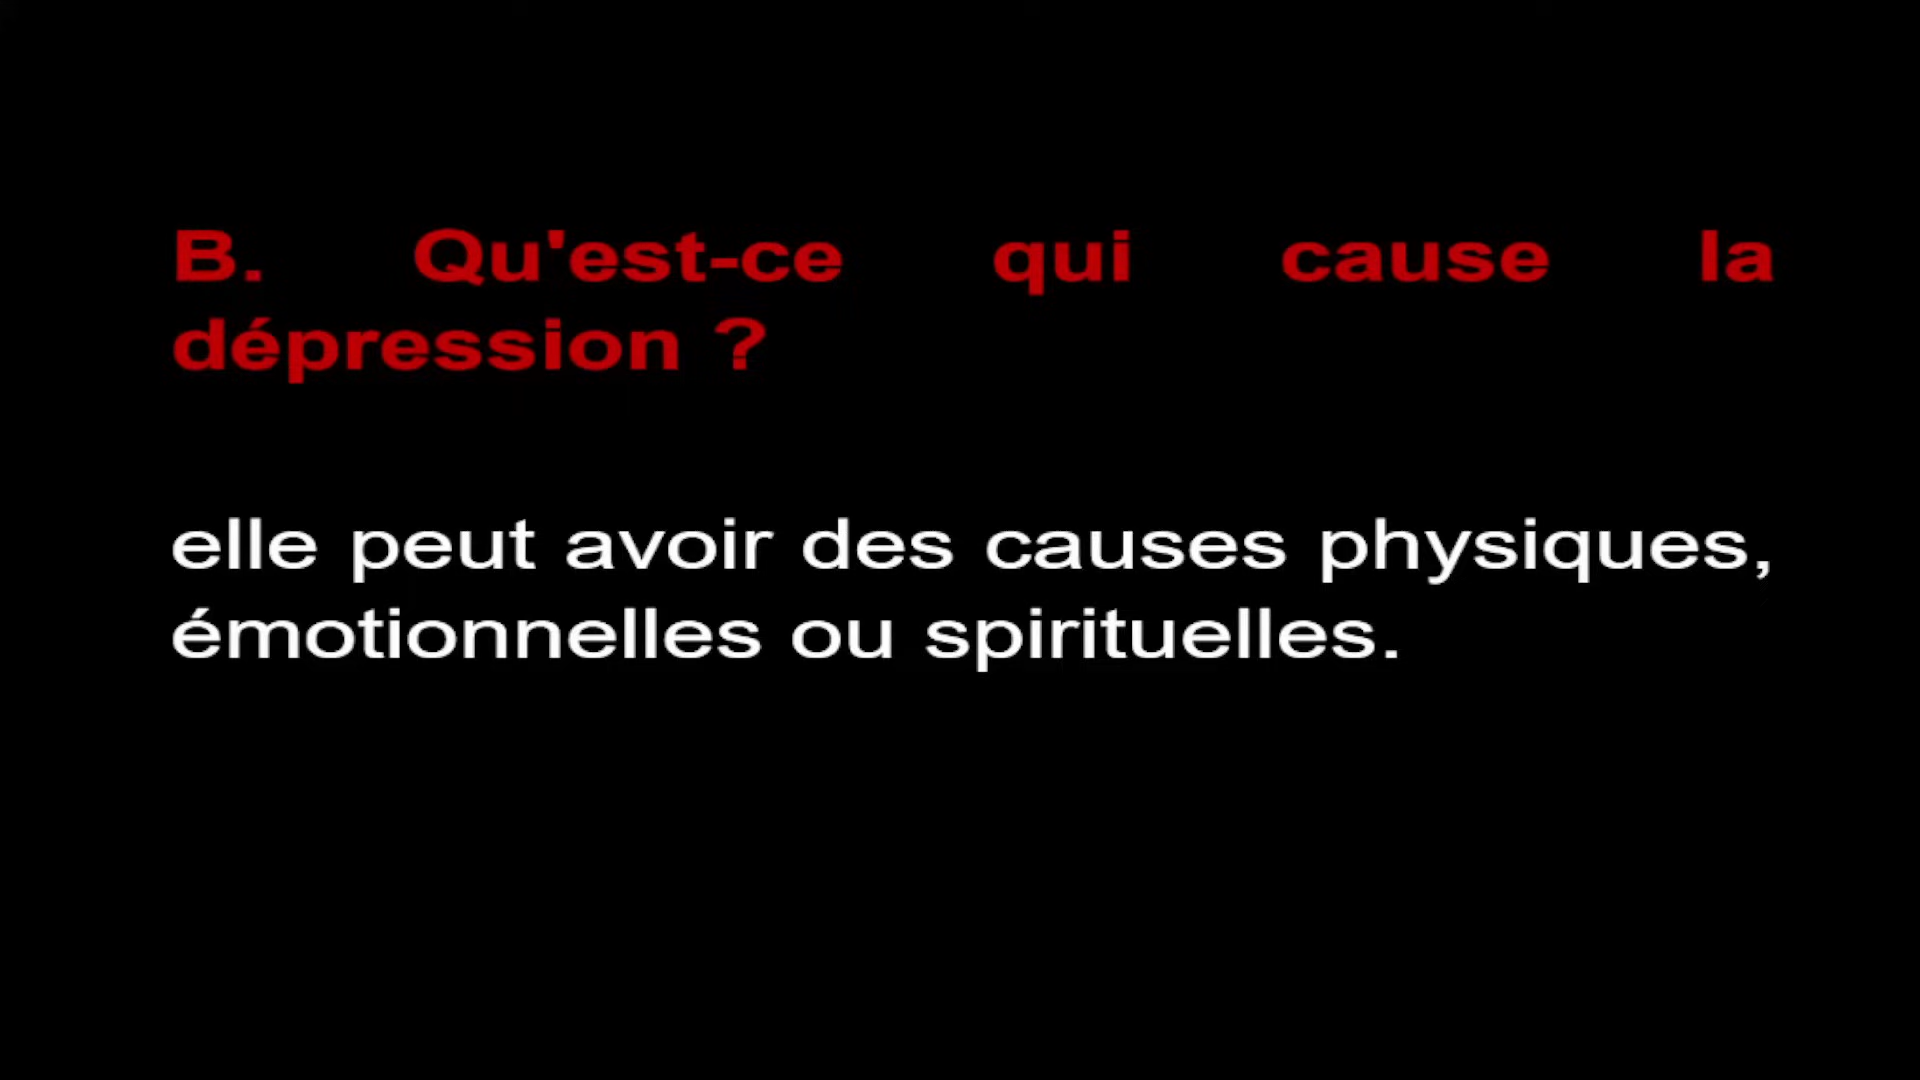 B. Qu'est-ce qui cause la
dépression ?
elle peut avoir des causes physiques,
émotionnelles ou spirituelles.